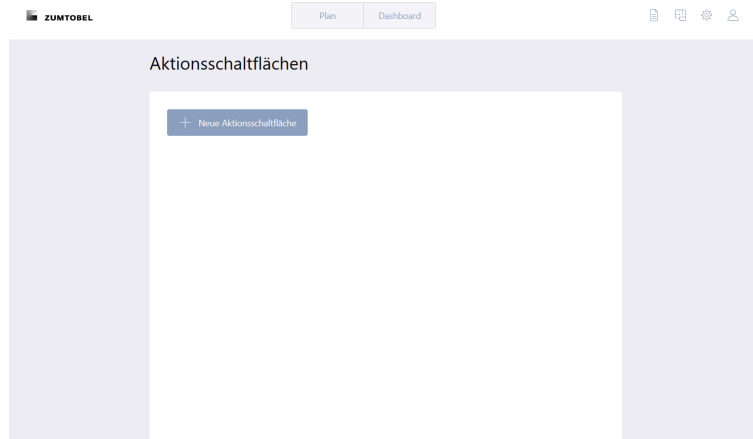 ZUMTOBEL
Plan
Dashboard
Aktionsschaltflächen
Neue Aktionsschaltfläche